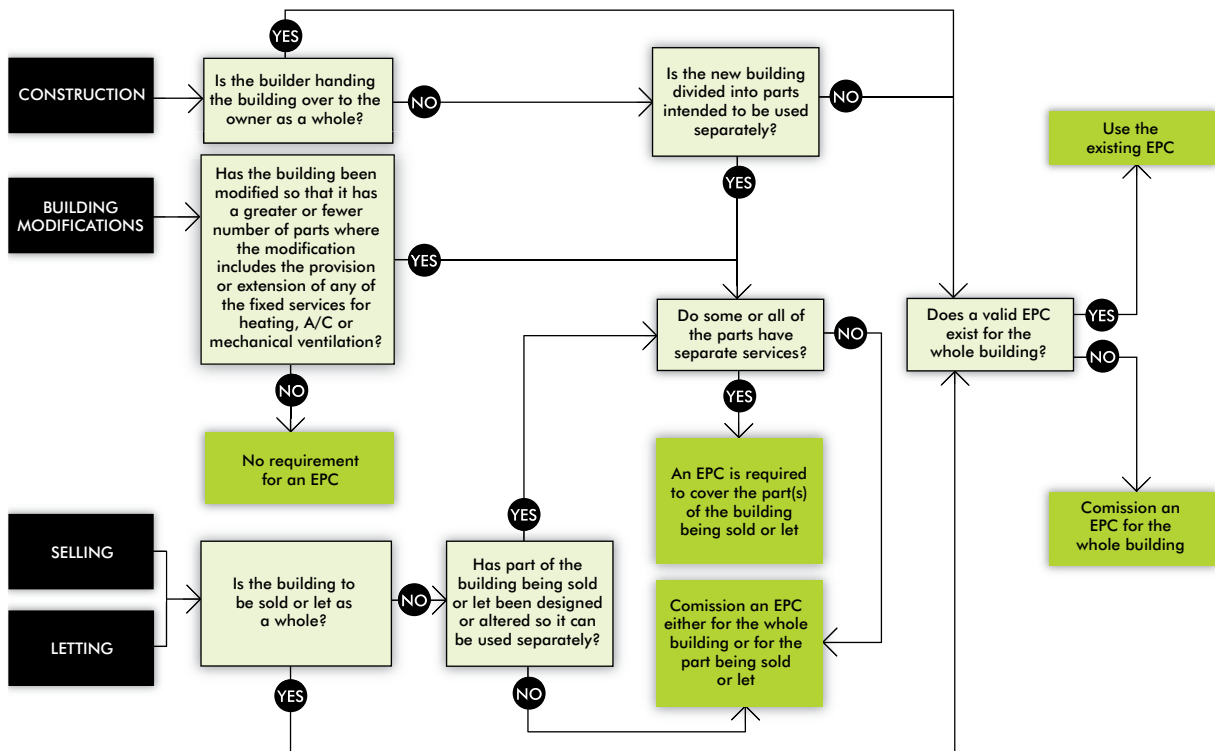 YES
CONSTRUCTION
Is the builder handing
the building over to the
owner as a whole?
NO
Is the new building
divided into parts
intended to be used
separately?
NO
YES
Use the
existing EPC
BUILDING
MODIFICATIONS
Has the building been
modified so that it has
a greater or fewer
number of parts where
the modification
includes the provision
or extension of any of
the fixed services for
heating, A/C or
mechanical ventilation?
YES
NO
No requirement
for an EPC
Do some or all of
the parts have
separate services?
NO
YES
Does a valid EPC
exist for the
whole building?
YES
NO
An EPC is required
to cover the part(s)
of the building
being sold or let
Comission an
EPC for the
whole building
SELLING
LETTING
Is the building to
be sold or let as
a whole?
NO
YES
Has part of the
building being sold
or let been designed
or altered so it can
be used separately?
YES
NO
Comission an EPC
either for the whole
building or for the
part being sold
or let